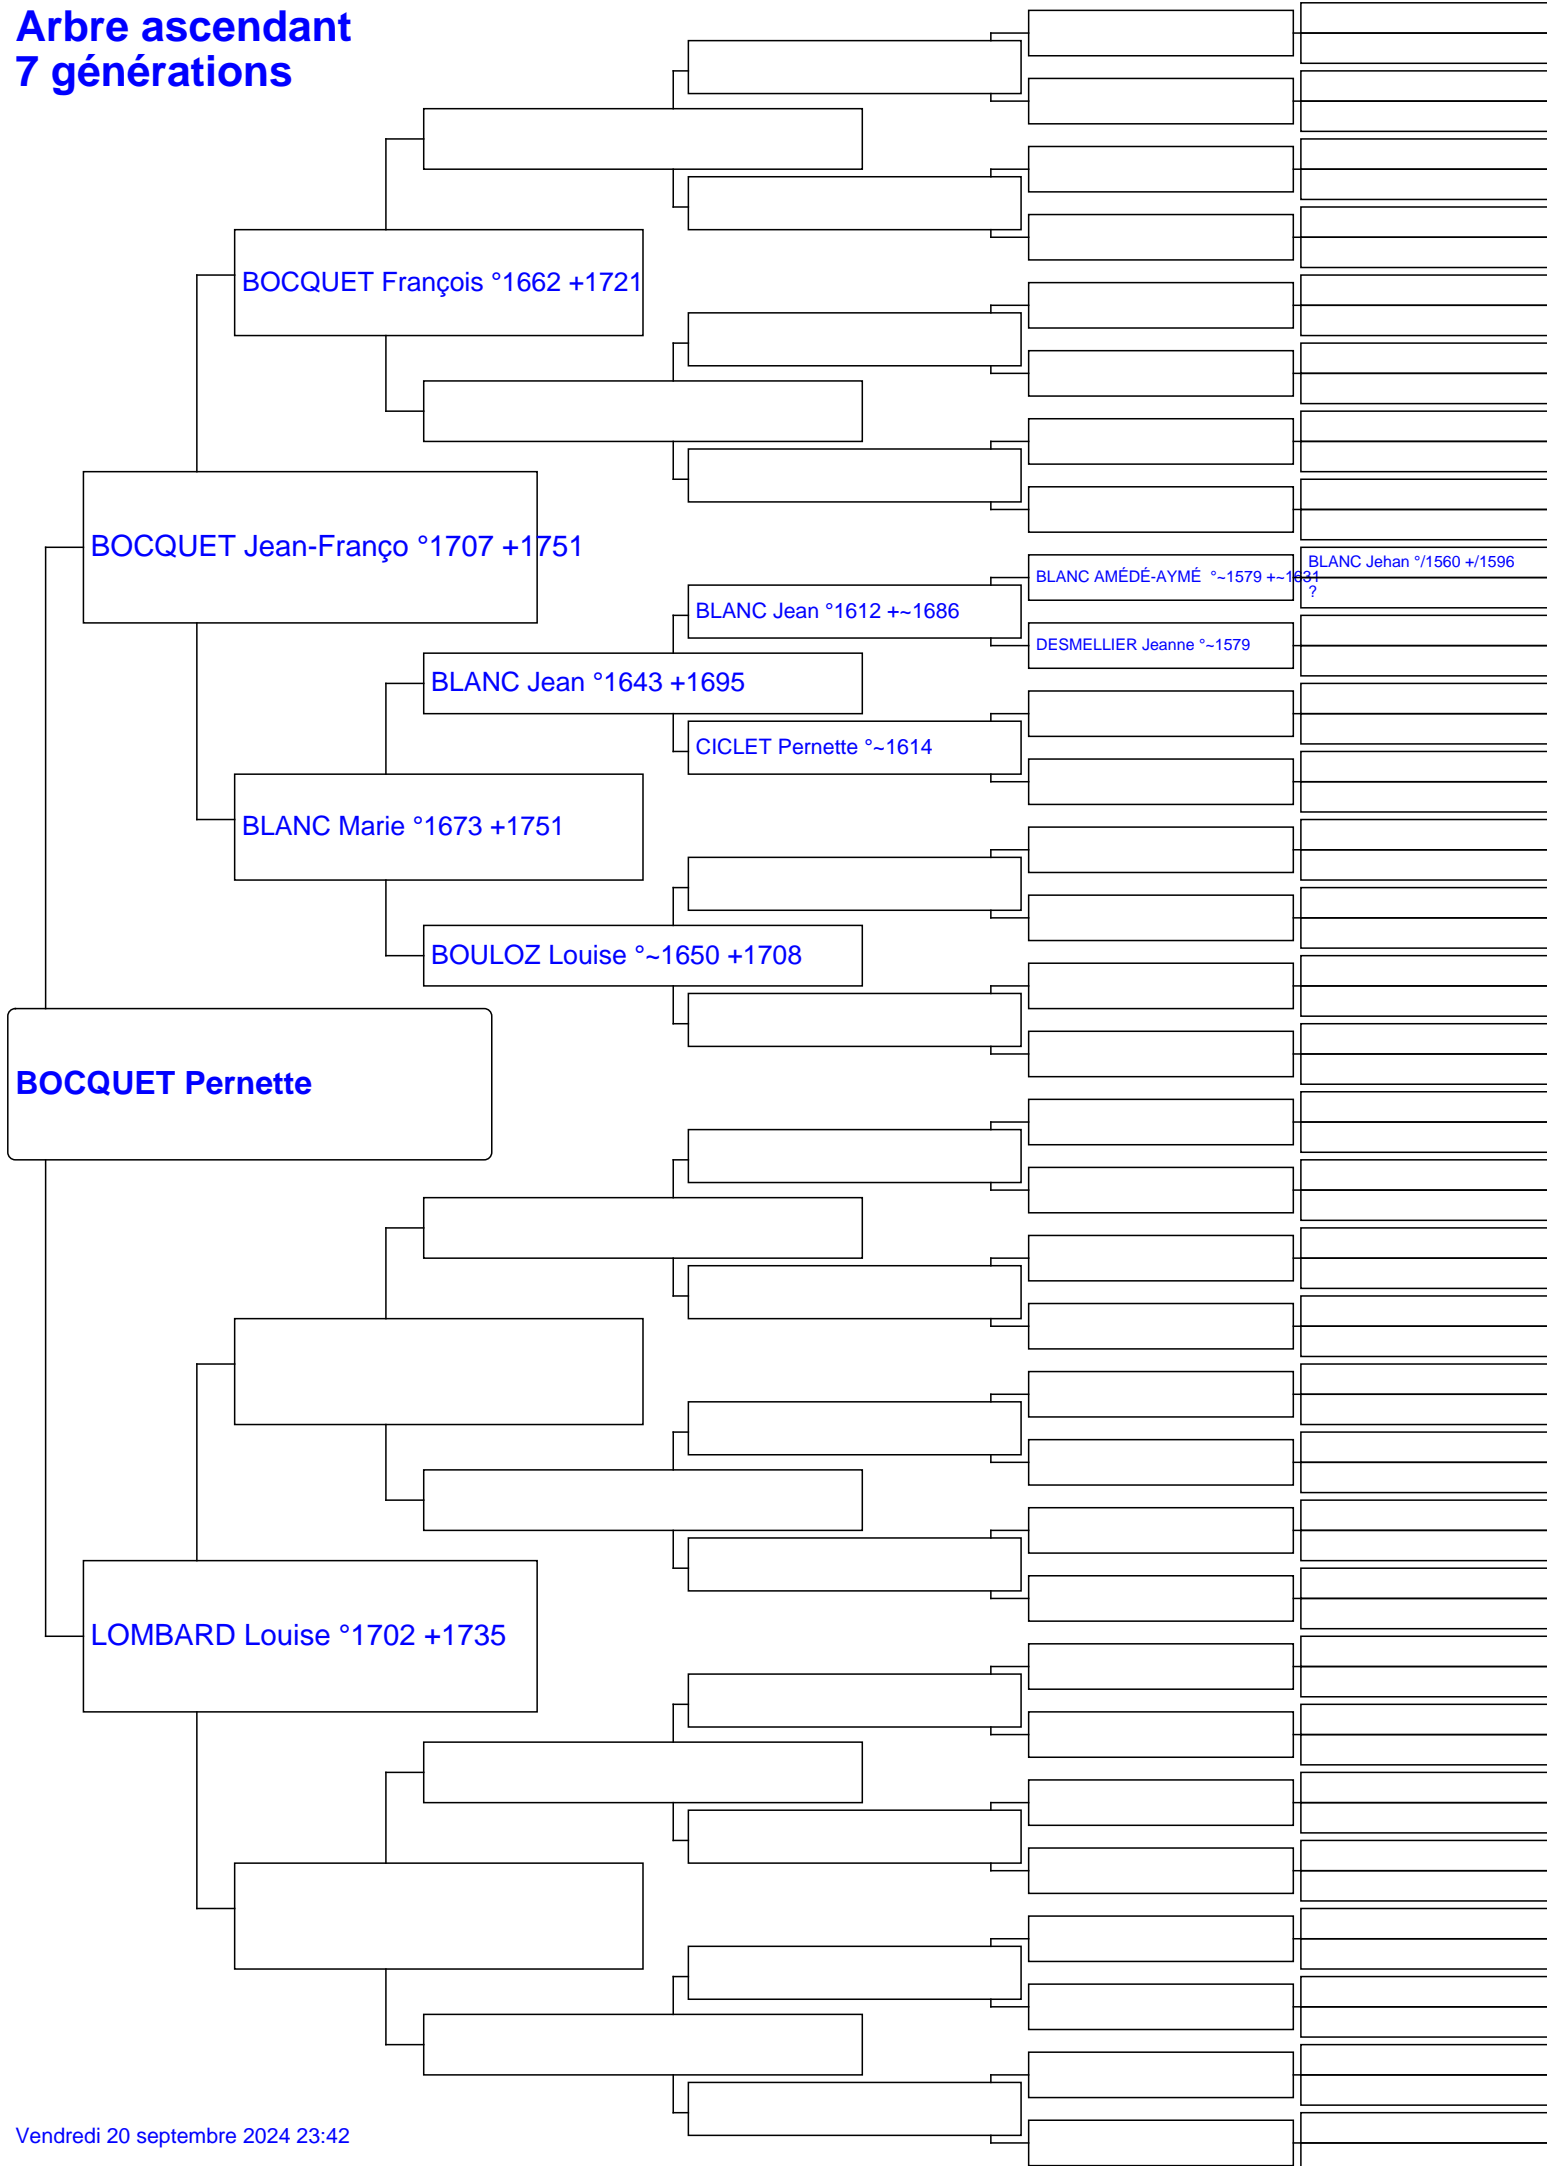 Arbre ascendant
7 générations
BOCQUET François °1662 +1721
BOCQUET Jean-Franço °1707 +1751
BLANC Jehan °/1560 +/1596
BLANC AMÉDÉ-AYMÉ °~1579 +~1631
?
BLANC Jean °1612 +~1686
DESMELLIER Jeanne °~1579
BLANC Jean °1643 +1695
CICLET Pernette °~1614
BLANC Marie °1673 +1751
BOULOZ Louise °~1650 +1708
BOCQUET Pernette
LOMBARD Louise °1702 +1735
Vendredi 20 septembre 2024 23:42